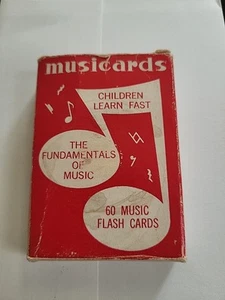 musicards
CHILDREN
LEARN FAST
THE
FUNDAMENTALS
OF
MUSIC
60 MUSIC
FLASH CARDS